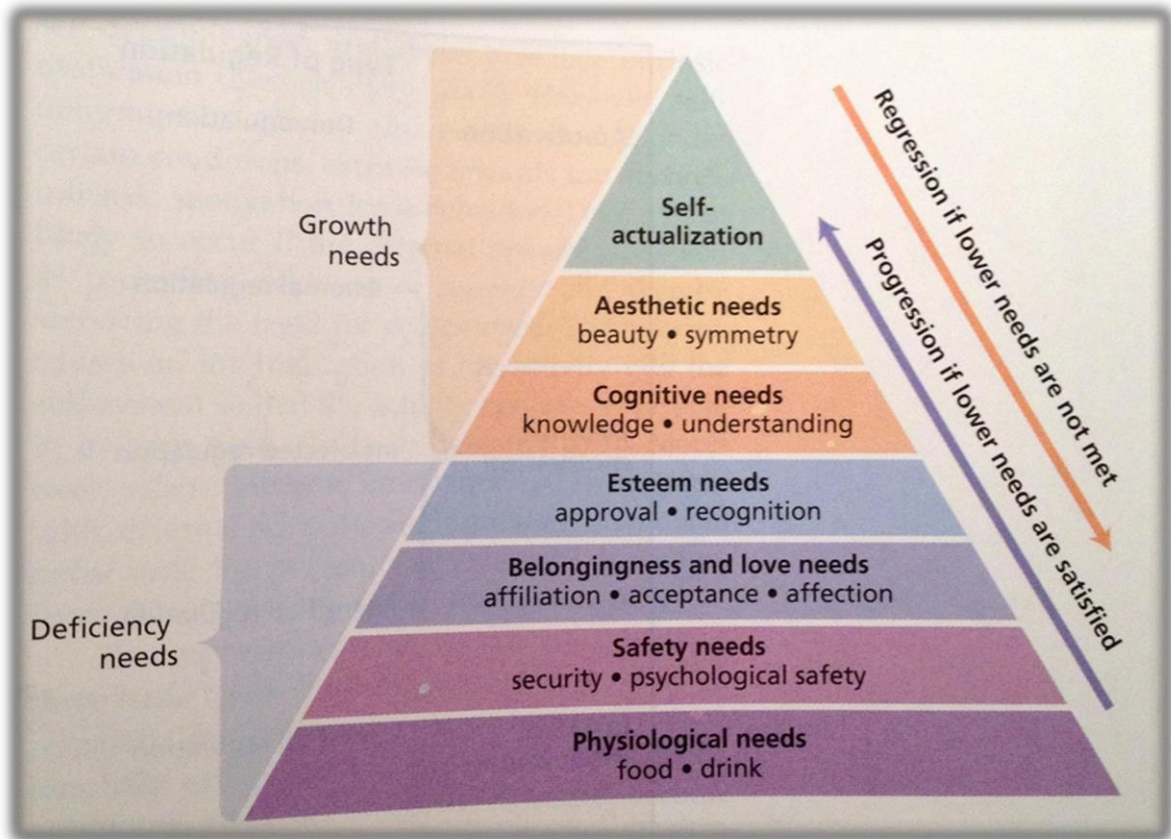 Growth
needs
Self-
actualization
Aesthetic needs
beauty • symmetry
Cognitive needs
knowledge • understanding
Esteem needs
approval • recognition
Belongingness and love needs
affiliation • acceptance • affection
Safety needs
security • psychological safety
Physiological needs
food • drink
Deficiency
needs
Regression if lower needs are not met
Progression if lower needs are satisfied